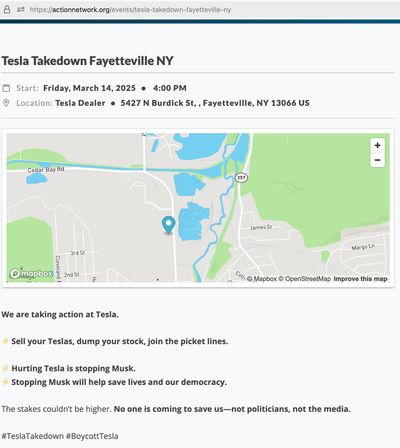 https://actionnetwork.org/events/tesla-takedown-fayetteville-ny
Tesla Takedown Fayetteville NY
Start: Friday, March 14, 2025 ● 4:00 PM
Location: Tesla Dealer ● 5427 N Burdick St, , Fayetteville, NY 13066 US
Cedar Bay Rd
257
+
−
James St
3rd St
Margo Ln
2nd St
Cleveland
mapbox
© Mapbox © OpenStreetMap Improve this map
We are taking action at Tesla.
⚡ Sell your Teslas, dump your stock, join the picket lines.
⚡ Hurting Tesla is stopping Musk.
⚡ Stopping Musk will help save lives and our democracy.
The stakes couldn't be higher. No one is coming to save us—not politicians, not the media.
#TeslaTakedown #BoycottTesla